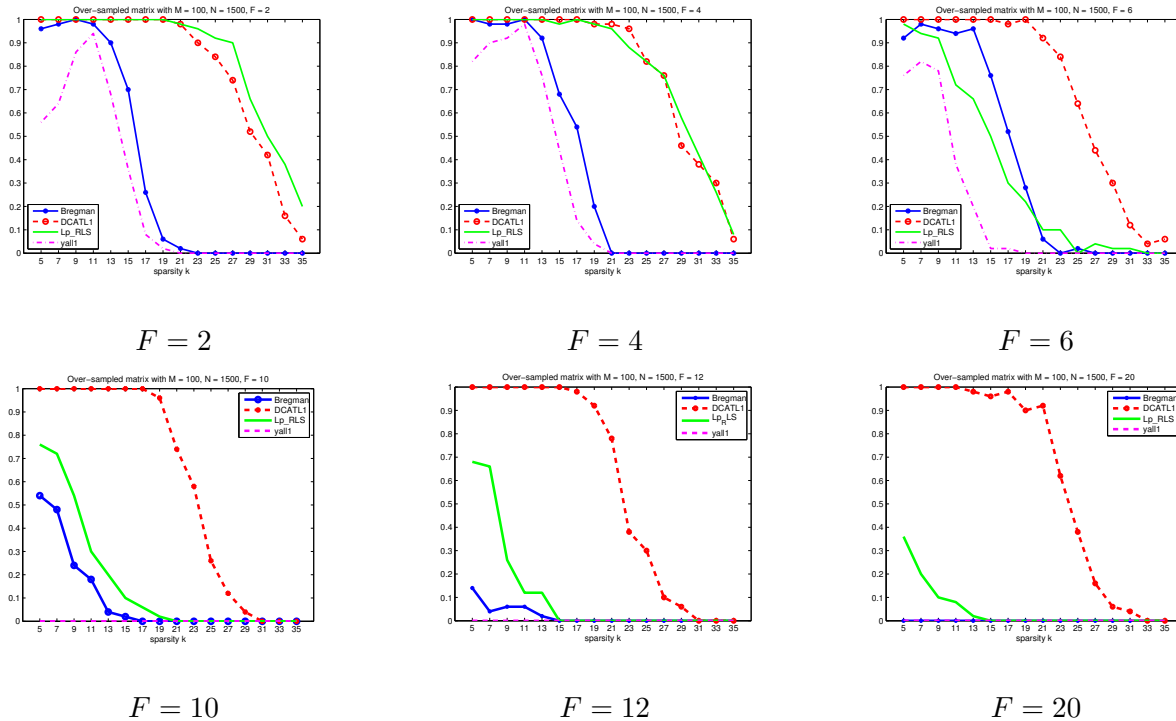 Over−sampled matrix with M = 100, N = 1500, F = 2
1
0.9
0.8
0.7
0.6
0.5
0.4
0.3
0.2
0.1
0
Bregman
DCATL1
Lp_RLS
yall1
5 7 9 11 13 15 17 19 21 23 25 27 29 31 33 35
sparsity k
F = 2
Over−sampled matrix with M = 100, N = 1500, F = 4
1
0.9
0.8
0.7
0.6
0.5
0.4
0.3
0.2
0.1
0
Bregman
DCATL1
Lp_RLS
yall1
5 7 9 11 13 15 17 19 21 23 25 27 29 31 33 35
sparsity k
F = 4
Over−sampled matrix with M = 100, N = 1500, F = 6
1
0.9
0.8
0.7
0.6
0.5
0.4
0.3
0.2
0.1
0
Bregman
DCATL1
Lp_RLS
yall1
5 7 9 11 13 15 17 19 21 23 25 27 29 31 33 35
sparsity k
F = 6
Over−sampled matrix with M = 100, N = 1500, F = 10
Bregman
DCATL1
Lp_RLS
yall1
1
0.9
0.8
0.7
0.6
0.5
0.4
0.3
0.2
0.1
0
5 7 9 11 13 15 17 19 21 23 25 27 29 31 33 35
sparsity k
F = 10
Over−sampled matrix with M = 100, N = 1500, F = 12
Bregman
DCATL1
Lp_RLS
yall1
1
0.9
0.8
0.7
0.6
0.5
0.4
0.3
0.2
0.1
0
5 7 9 11 13 15 17 19 21 23 25 27 29 31 33 35
sparsity k
F = 12
Over−sampled matrix with M = 100, N = 1500, F = 20
Bregman
DCATL1
Lp_RLS
yall1
1
0.9
0.8
0.7
0.6
0.5
0.4
0.3
0.2
0.1
0
5 7 9 11 13 15 17 19 21 23 25 27 29 31 33 35
sparsity k
F = 20